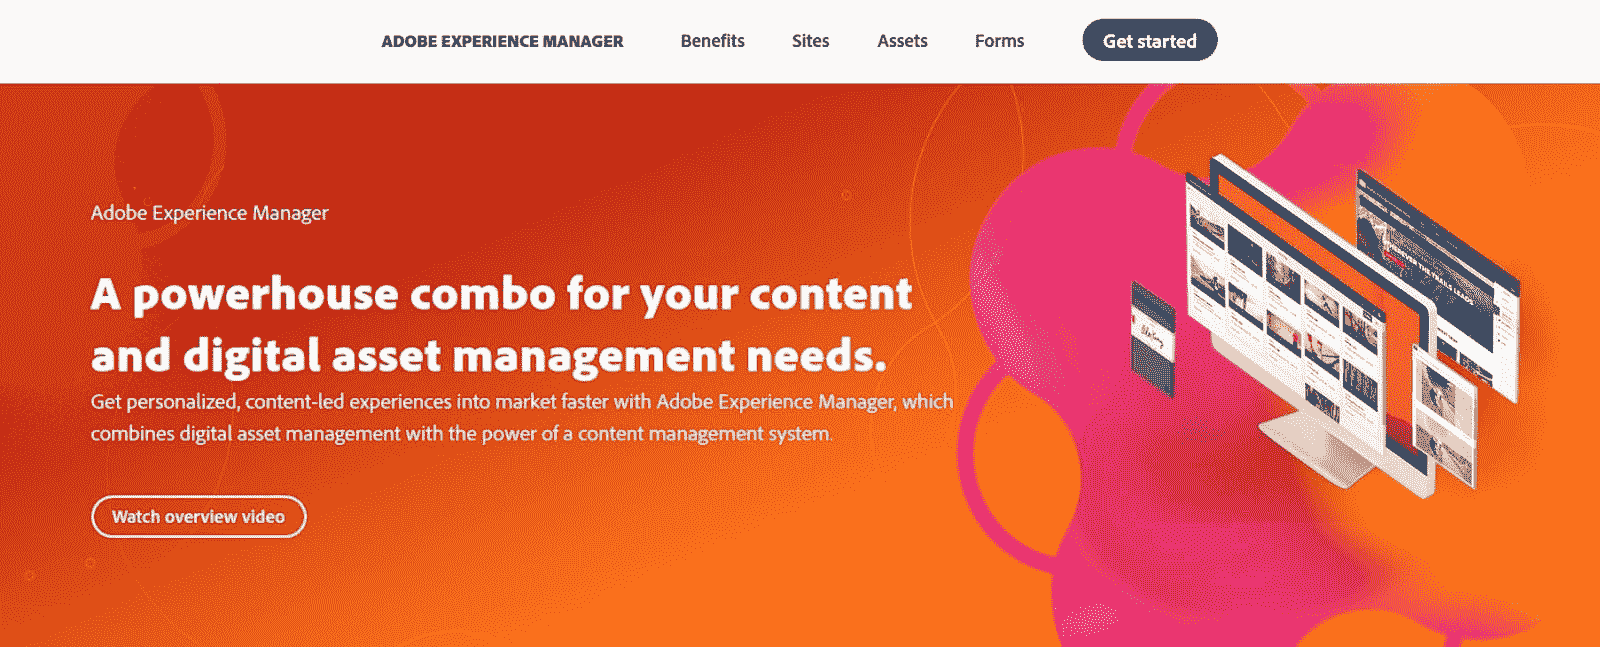 ADOBE EXPERIENCE MANAGER Benefits Sites Assets Forms Get started
Adobe Experience Manager
A powerhouse combo for your content
and digital asset management needs.
Get personalized, content-led experiences into market faster with Adobe Experience Manager, which
combines digital asset management with the power of a content management system.
Watch overview video